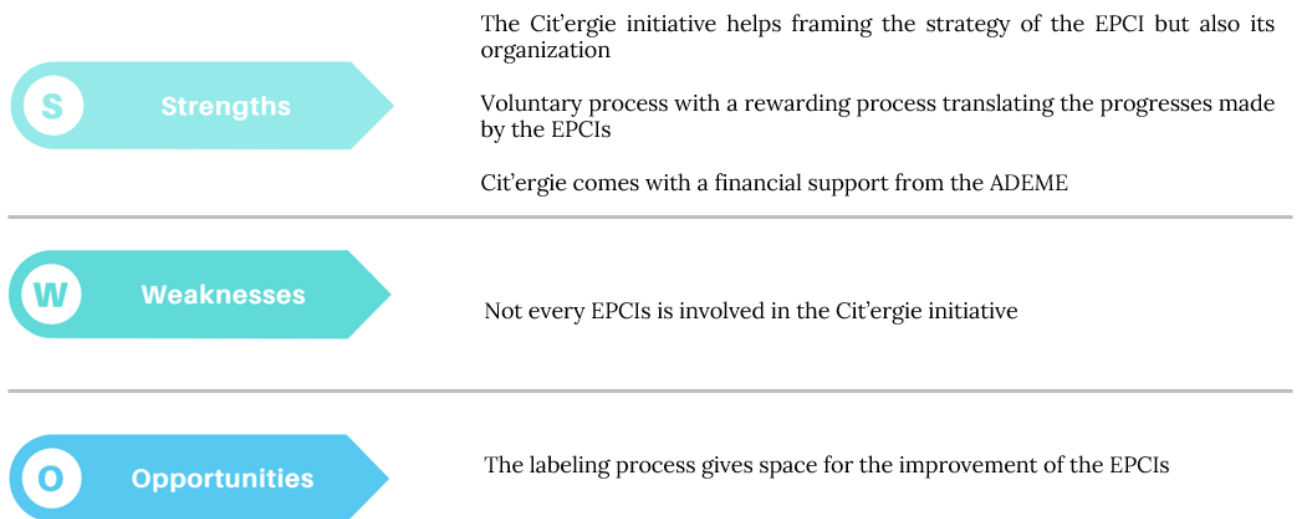 The Cit'ergie initiative helps framing the strategy of the EPCI but also its
organization
S
Strengths
Voluntary process with a rewarding process translating the progresses made
by the EPCIs
Cit'ergie comes with a financial support from the ADEME
W
Weaknesses
Not every EPCIs is involved in the Cit'ergie initiative
O
Opportunities
The labeling process gives space for the improvement of the EPCIs